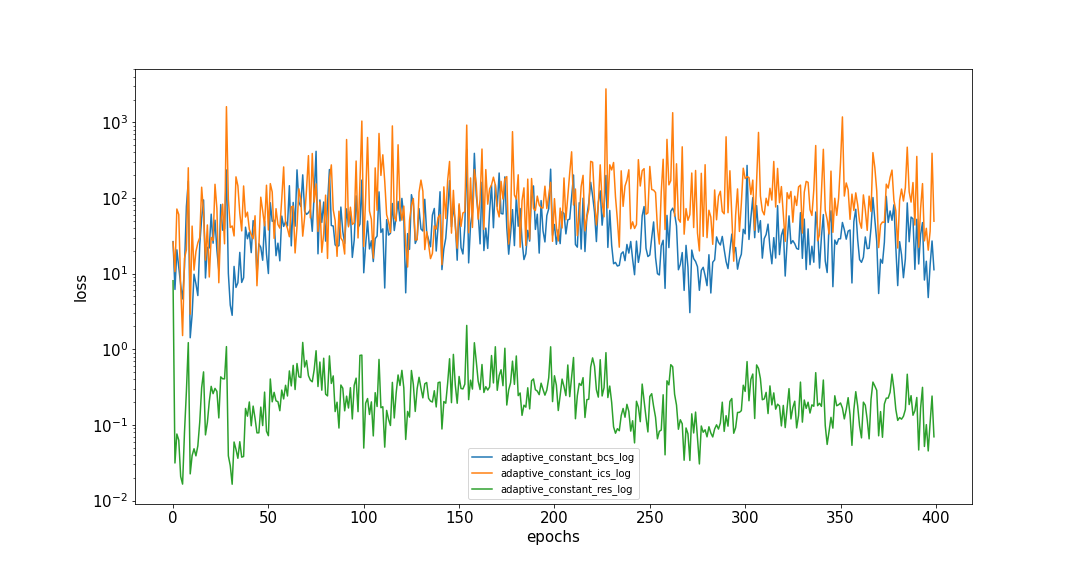 10³
10²
10¹
10⁰
10⁻¹
10⁻²
loss
adaptive_constant_bcs_log
adaptive_constant_ics_log
adaptive_constant_res_log
0 50 100 150 200 250 300 350 400
epochs